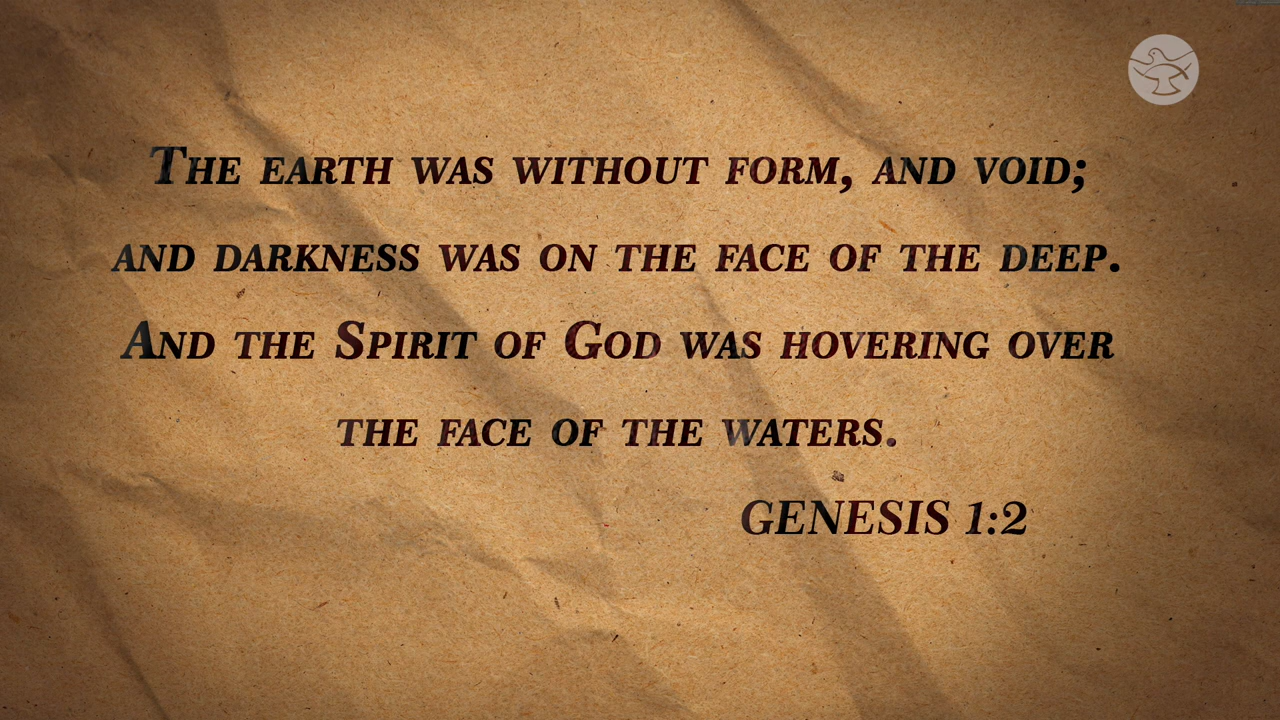 The earth was without form, and void;
and darkness was on the face of the deep.
And the Spirit of God was hovering over
the face of the waters.
GENESIS 1:2